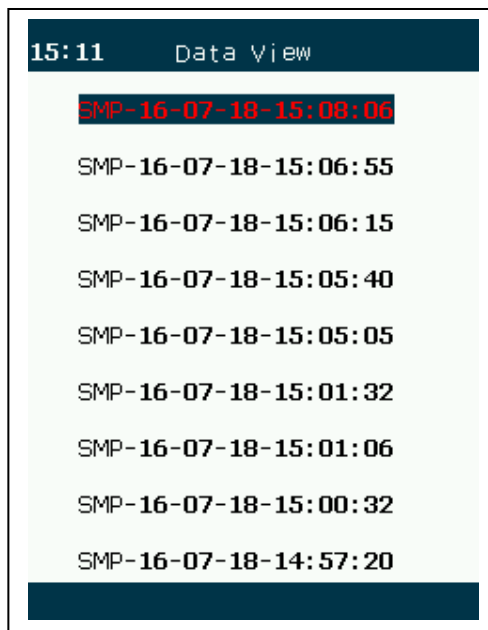 15:11 Data View
SMP-16-07-18-15:08:06
SMP-16-07-18-15:06:55
SMP-16-07-18-15:06:15
SMP-16-07-18-15:05:40
SMP-16-07-18-15:05:05
SMP-16-07-18-15:01:32
SMP-16-07-18-15:01:06
SMP-16-07-18-15:00:32
SMP-16-07-18-14:57:20